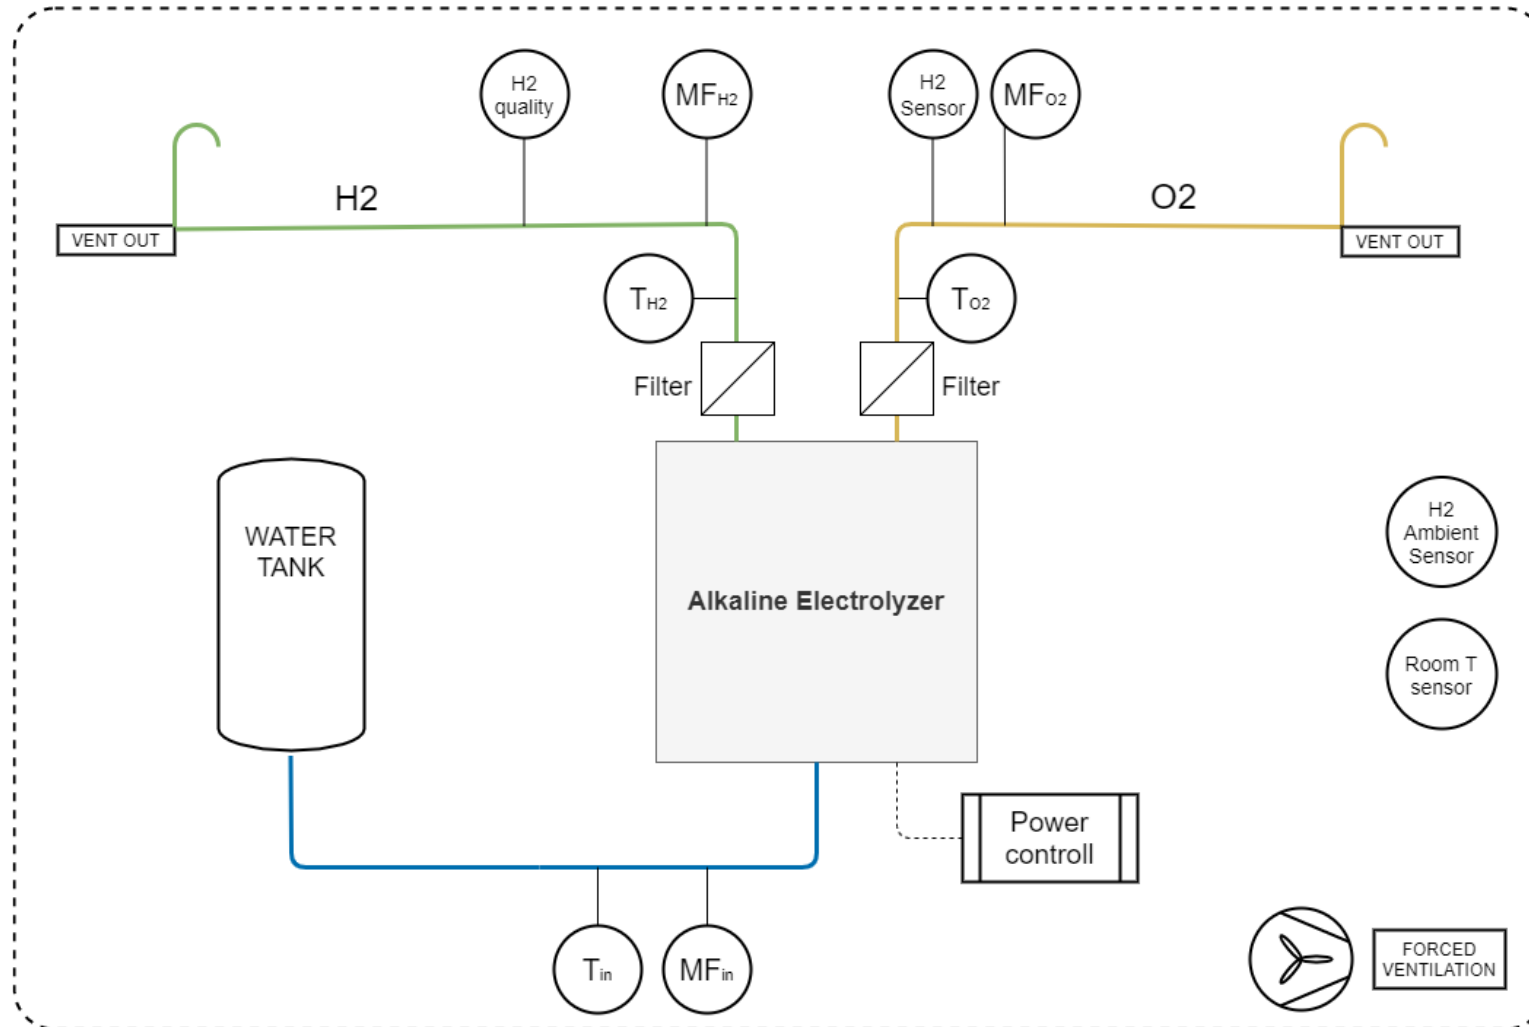 H2
quality
MFH2
H2
Sensor
MFO2
H2
O2
VENT OUT
VENT OUT
TH2
TO2
Filter
Filter
WATER
TANK
Alkaline Electrolyzer
H2
Ambient
Sensor
Room T
sensor
Power
controll
Tin
MFin
FORCED
VENTILATION